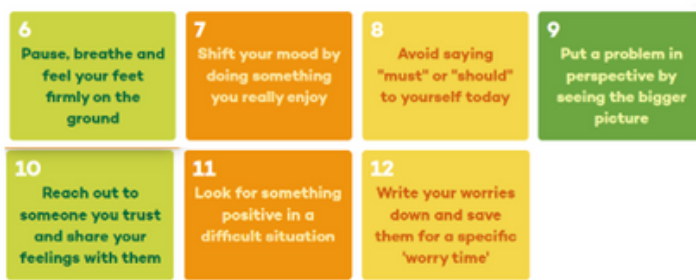 6
Pause, breathe and
feel your feet
firmly on the
ground
7
Shift your mood by
doing something
you really enjoy
8
Avoid saying
"must" or "should"
to yourself today
9
Put a problem in
perspective by
seeing the bigger
picture
10
Reach out to
someone you trust
and share your
feelings with them
11
Look for something
positive in a
difficult situation
12
Write your worries
down and save
them for a specific
'worry time'